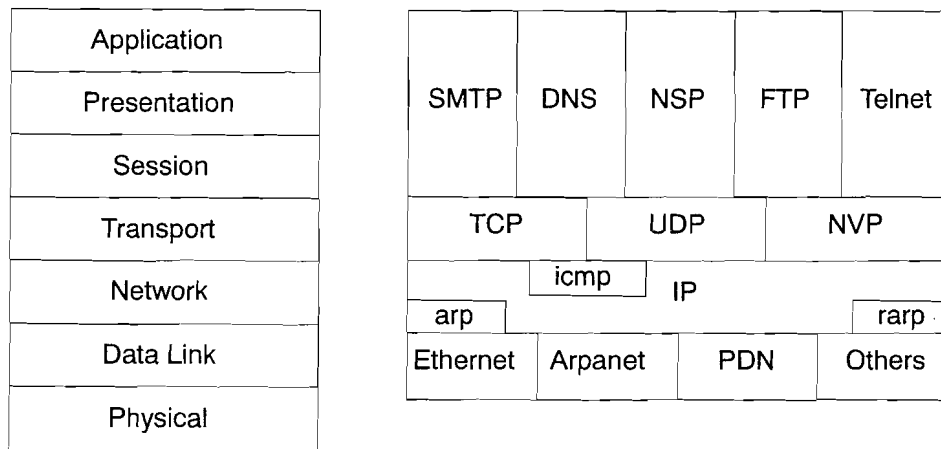 Application
Presentation
Session
Transport
Network
Data Link
Physical
SMTP DNS NSP FTP Telnet
TCP UDP NVP
icmp
IP
arp rarp
Ethernet Arpanet PDN Others